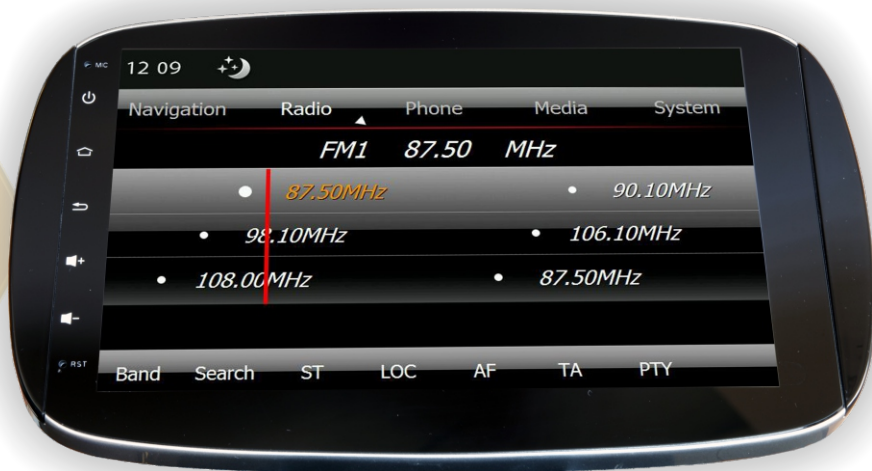 MC
12 09
Navigation Radio Phone Media System
FM1 87.50 MHz
87.50MHz 90.10MHz
98.10MHz 106.10MHz
108.00MHz 87.50MHz
RST
Band Search ST LOC AF TA PTY